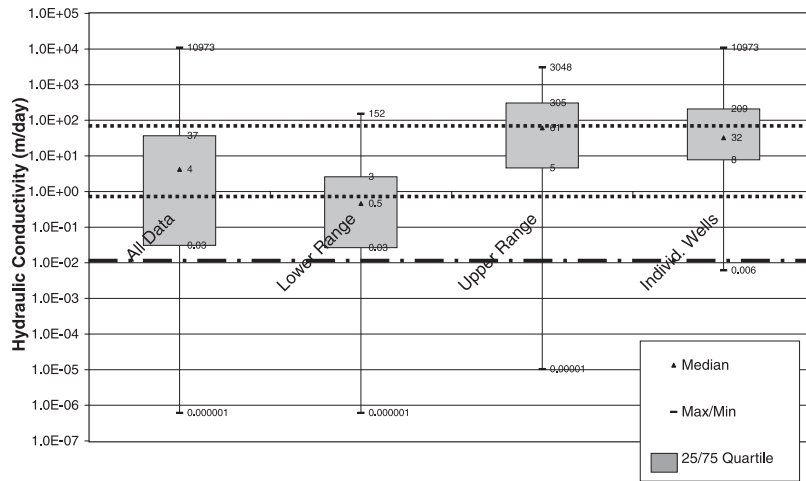 Hydraulic Conductivity (m/day)
1.0E+05
1.0E+04
1.0E+03
1.0E+02
1.0E+01
1.0E+00
1.0E-01
1.0E-02
1.0E-03
1.0E-04
1.0E-05
1.0E-06
1.0E-07
10973
37
4
0.03
0.000001
All Data
152
3
0.5
0.03
0.000001
Lower Range
3048
305
61
5
0.00001
Upper Range
10973
209
32
8
0.006
Individ. Wells
Median
Max/Min
25/75 Quartile